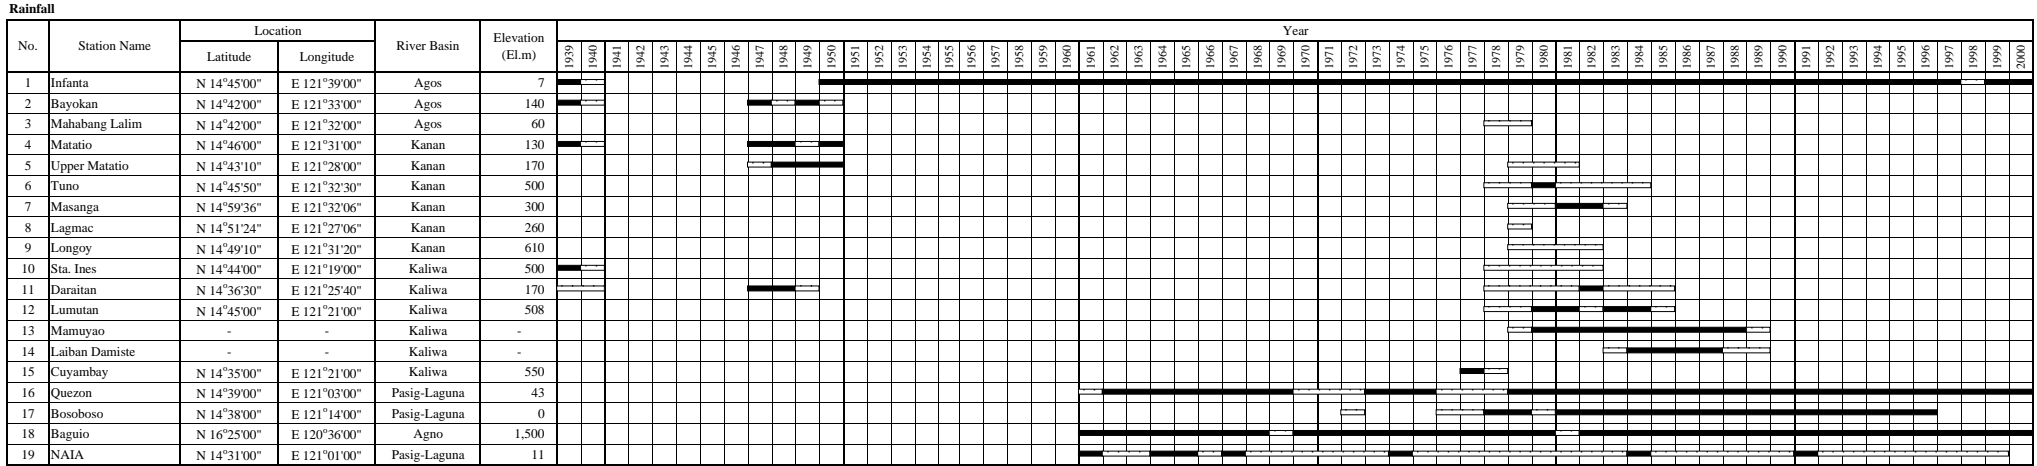 Rainfall
No. Station Name Location River Basin Elevation (El.m) Year
Latitude Longitude 1939 1940 1941 1942 1943 1944 1945 1946 1947 1948 1949 1950 1951 1952 1953 1954 1955 1956 1957 1958 1959 1960 1961 1962 1963 1964 1965 1966 1967 1968 1969 1970 1971 1972 1973 1974 1975 1976 1977 1978 1979 1980 1981 1982 1983 1984 1985 1986 1987 1988 1989 1990 1991 1992 1993 1994 1995 1996 1997 1998 1999 2000
1 Infanta N 14°45'00" E 121°39'00" Agos 7
2 Bayokan N 14°42'00" E 121°33'00" Agos 140
3 Mahabang Lalim N 14°42'00" E 121°32'00" Agos 60
4 Matatio N 14°46'00" E 121°31'00" Kanan 130
5 Upper Matatio N 14°43'10" E 121°28'00" Kanan 170
6 Tuno N 14°45'50" E 121°32'30" Kanan 500
7 Masanga N 14°59'36" E 121°32'06" Kanan 300
8 Lagmac N 14°51'24" E 121°27'06" Kanan 260
9 Longoy N 14°49'10" E 121°31'20" Kanan 610
10 Sta. Ines N 14°44'00" E 121°19'00" Kaliwa 500
11 Daraitan N 14°36'30" E 121°25'40" Kaliwa 170
12 Lumutan N 14°45'00" E 121°21'00" Kaliwa 508
13 Mamuyao - - Kaliwa -
14 Laiban Damiste - - Kaliwa -
15 Cuyambay N 14°35'00" E 121°21'00" Kaliwa 550
16 Quezon N 14°39'00" E 121°03'00" Pasig-Laguna 43
17 Bosoboso N 14°38'00" E 121°14'00" Pasig-Laguna 0
18 Baguio N 16°25'00" E 120°36'00" Agno 1,500
19 NAIA N 14°31'00" E 121°01'00" Pasig-Laguna 11